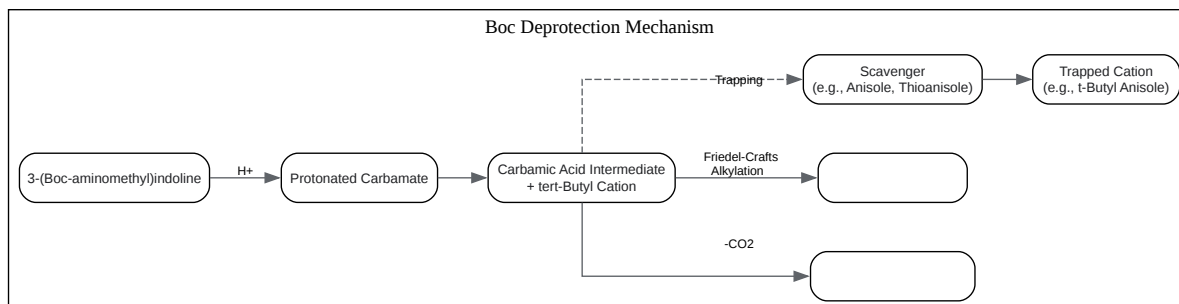 Boc Deprotection Mechanism
Trapping
Scavenger
(e.g., Anisole, Thioanisole)
Trapped Cation
(e.g., t-Butyl Anisole)
3-(Boc-aminomethyl)indoline
H+
Protonated Carbamate
Carbamic Acid Intermediate
+ tert-Butyl Cation
Friedel-Crafts
Alkylation
-CO2